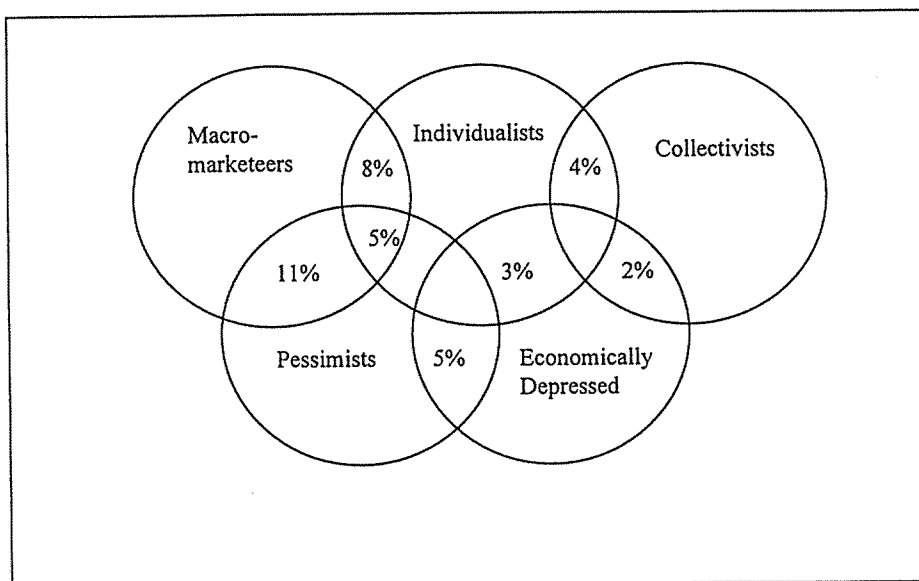 Macro-
marketeers
Individualists
Collectivists
8%
4%
5%
11%
3%
2%
Pessimists
5%
Economically
Depressed